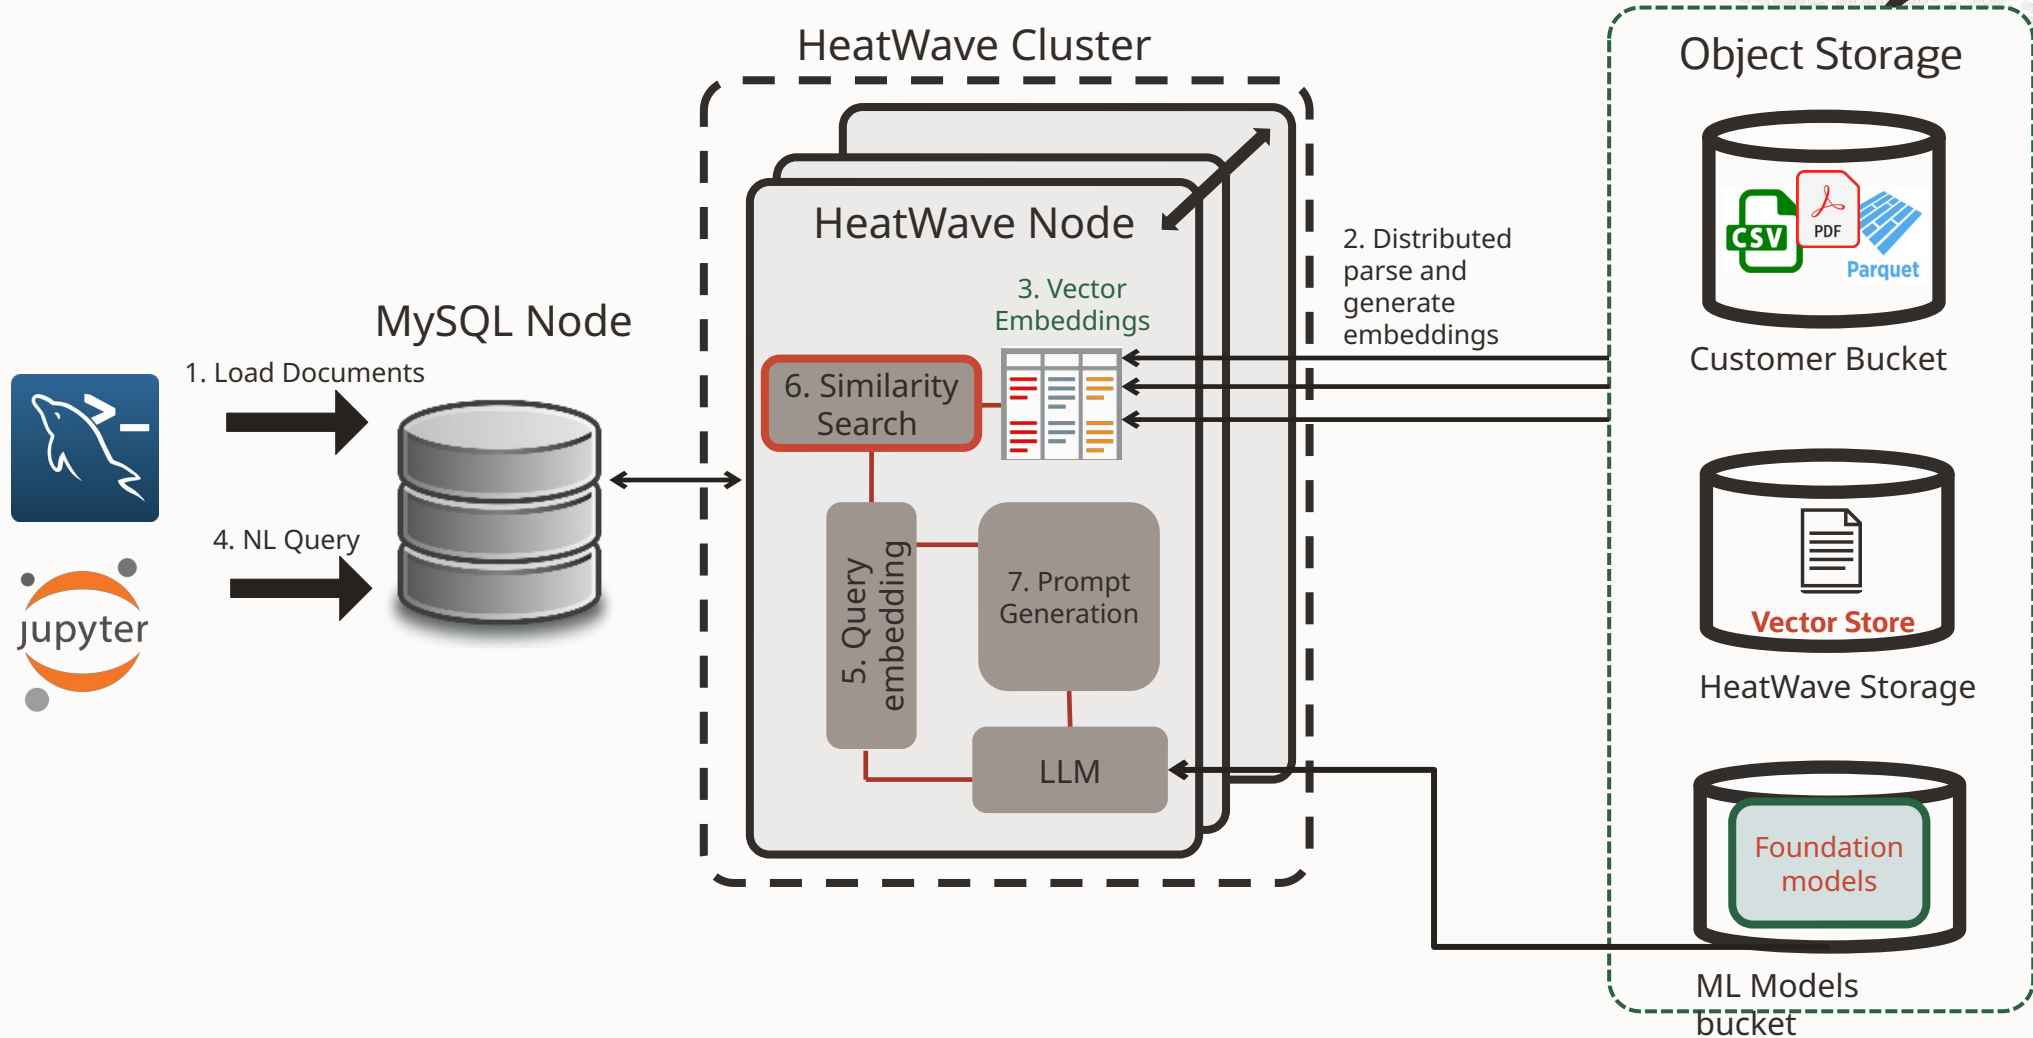 HeatWave Cluster
Object Storage
CSV
PDF
Parquet
Customer Bucket
HeatWave Node
2. Distributed
parse and
generate
embeddings
3. Vector
Embeddings
MySQL Node
1. Load Documents
6. Similarity
Search
4. NL Query
jupyter
5. Query
embedding
7. Prompt
Generation
LLM
Vector Store
HeatWave Storage
Foundation
models
ML Models
bucket